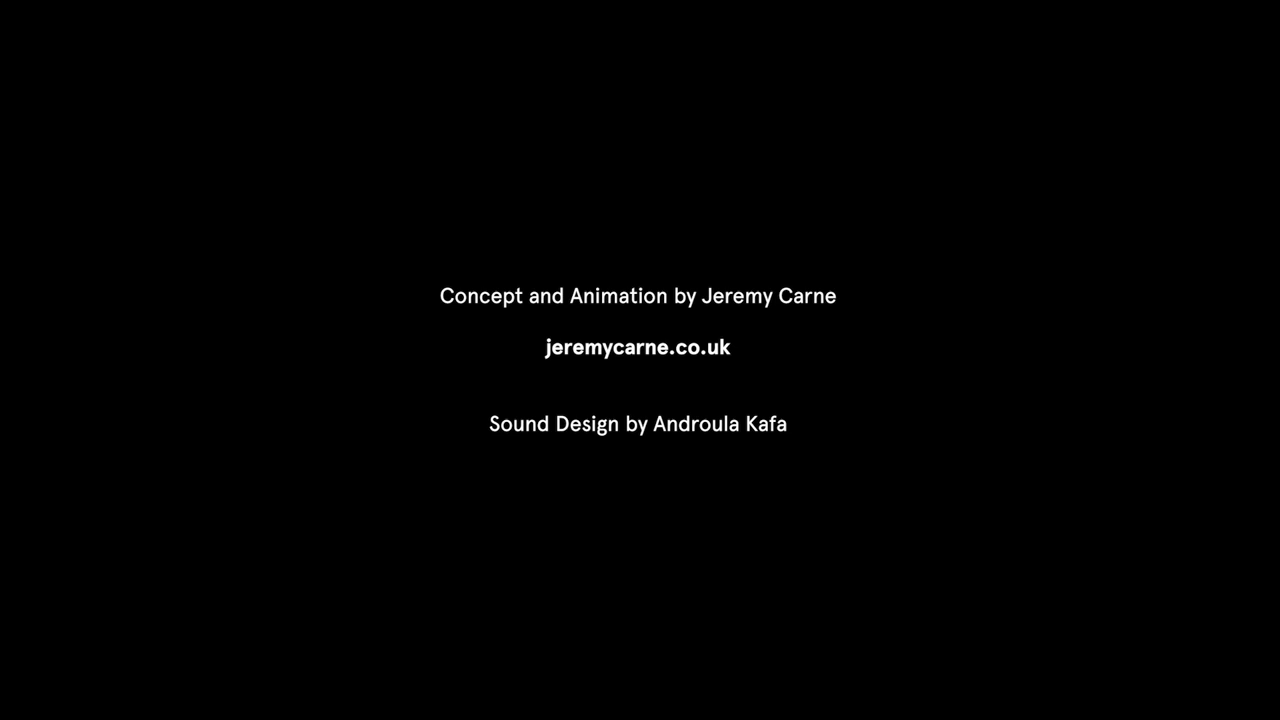 Concept and Animation by Jeremy Carne
jeremycarne.co.uk
Sound Design by Androula Kafa